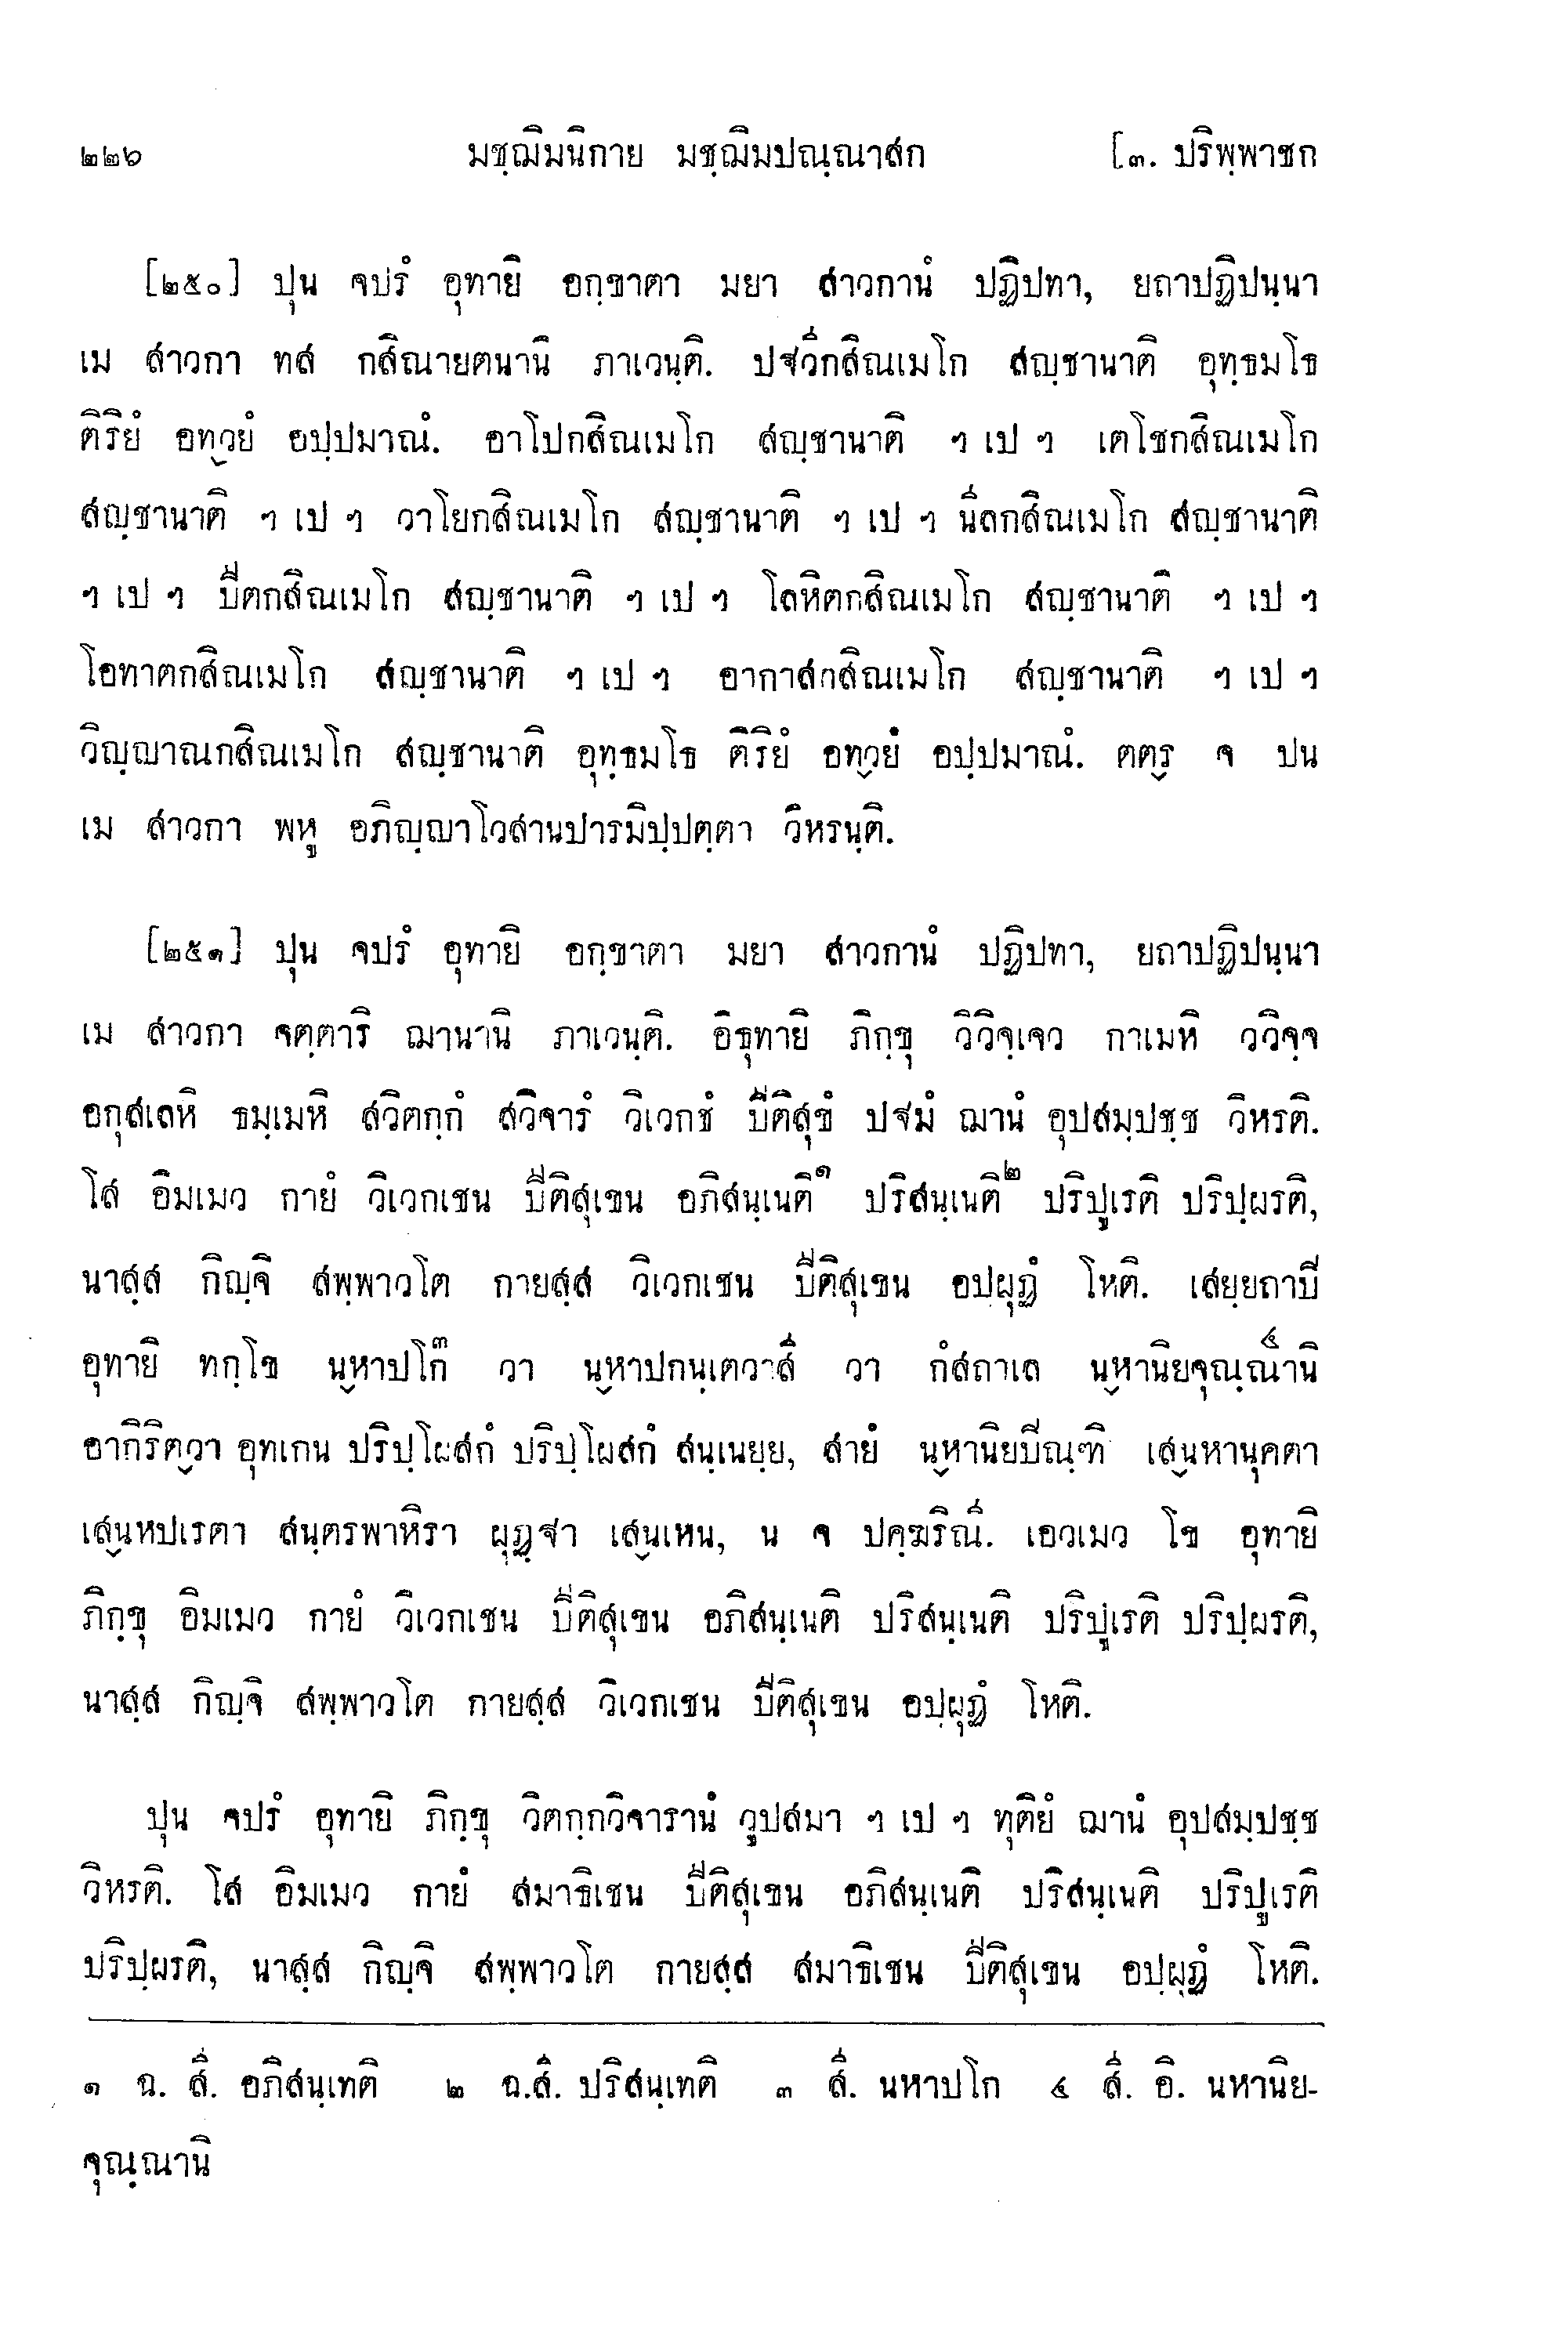 ๒๒๖ มชฺฌิมนิกาย มชฺฌิมปณฺณาสก [๓. ปริพฺพาชก
[๒๕๐] ปุน จปรํ อุทายิ อกฺขาตา มยา สาวกานํ ปฏิปทา, ยถาปฏิปนฺนา
เม สาวกา ทส กสิณายตนานิ ภาเวนฺติ. ปฐวีกสิณเมโก สญฺชานาติ อุทฺธมโธ
ติริยํ อทฺวยํ อปฺปมาณํ. อาโปกสิณเมโก สญฺชานาติ ฯ เป ฯ เตโชกสิณเมโก
สญฺชานาติ ฯ เป ฯ วาโยกสิณเมโก สญฺชานาติ ฯ เป ฯ นีลกสิณเมโก สญฺชานาติ
ฯ เป ฯ ปีตกสิณเมโก สญฺชานาติ ฯ เป ฯ โลหิตกสิณเมโก สญฺชานาติ ฯ เป ฯ
โอทาตกสิณเมโก สญฺชานาติ ฯ เป ฯ อากาสกสิณเมโก สญฺชานาติ ฯ เป ฯ
วิญฺญาณกสิณเมโก สญฺชานาติ อุทฺธมโธ ติริยํ อทฺวยํ อปฺปมาณํ. ตตฺร จ ปน
เม สาวกา พหู อภิญฺญาโวสานปารมิปฺปตฺตา วิหรนฺติ.
[๒๕๑] ปุน จปรํ อุทายิ อกฺขาตา มยา สาวกานํ ปฏิปทา, ยถาปฏิปนฺนา
เม สาวกา จตฺตาริ ฌานานิ ภาเวนฺติ. อิธุทายิ ภิกฺขุ วิวิจฺเจว กาเมหิ วิวิจฺจ
อกุสเลหิ ธมฺเมหิ สวิตกฺกํ สวิจารํ วิเวกชํ ปีติสุขํ ปฐมํ ฌานํ อุปสมฺปชฺช วิหรติ.
โส อิมเมว กายํ วิเวกเชน ปีติสุเขน อภิสนฺเนติ๑ ปริสนฺเนติ๒ ปริปูเรติ ปริปฺผรติ,
นาสฺส กิญฺจิ สพฺพาวโต กายสฺส วิเวกเชน ปีติสุเขน อปผุฏํ โหติ. เสยฺยถาปี
อุทายิ ทกฺโข นฺหาปโก๓ วา นฺหาปกนฺเตวาสี วา กํสถาเล นฺหานิยจุณฺณานิ๔
อากิริตฺวา อุทเกน ปริปฺโผสกํ ปริปฺโผสกํ สนฺเนยฺย, สายํ นฺหานิยปิณฺฑิ เสฺนหานุคตา
เสฺนหปเรตา สนฺตรพาหิรา ผุฏฺฐา เสฺนเหน, น จ ปคฺฆริณี. เอวเมว โข อุทายิ
ภิกฺขุ อิมเมว กายํ วิเวกเชน ปีติสุเขน อภิสนฺเนติ ปริสนฺเนติ ปริปูเรติ ปริปฺผรติ,
นาสฺส กิญฺจิ สพฺพาวโต กายสฺส วิเวกเชน ปีติสุเขน อปฺผุฏํ โหติ.
ปุน จปรํ อุทายิ ภิกฺขุ วิตกฺกวิจารานํ วูปสมา ฯ เป ฯ ทุติยํ ฌานํ อุปสมฺปชฺช
วิหรติ. โส อิมเมว กายํ สมาธิเชน ปีติสุเขน อภิสนฺเนติ ปริสนฺเนติ ปริปูเรติ
ปริปฺผรติ, นาสฺส กิญฺจิ สพฺพาวโต กายสฺส สมาธิเชน ปีติสุเขน อปฺผุฏํ โหติ.
๑ ฉ. สี. อภิสนฺเทติ ๒ ฉ.สี. ปริสนฺเทติ ๓ สี. นหาปโก ๔ สี. อิ. นหานิย-
จุณฺณานิ